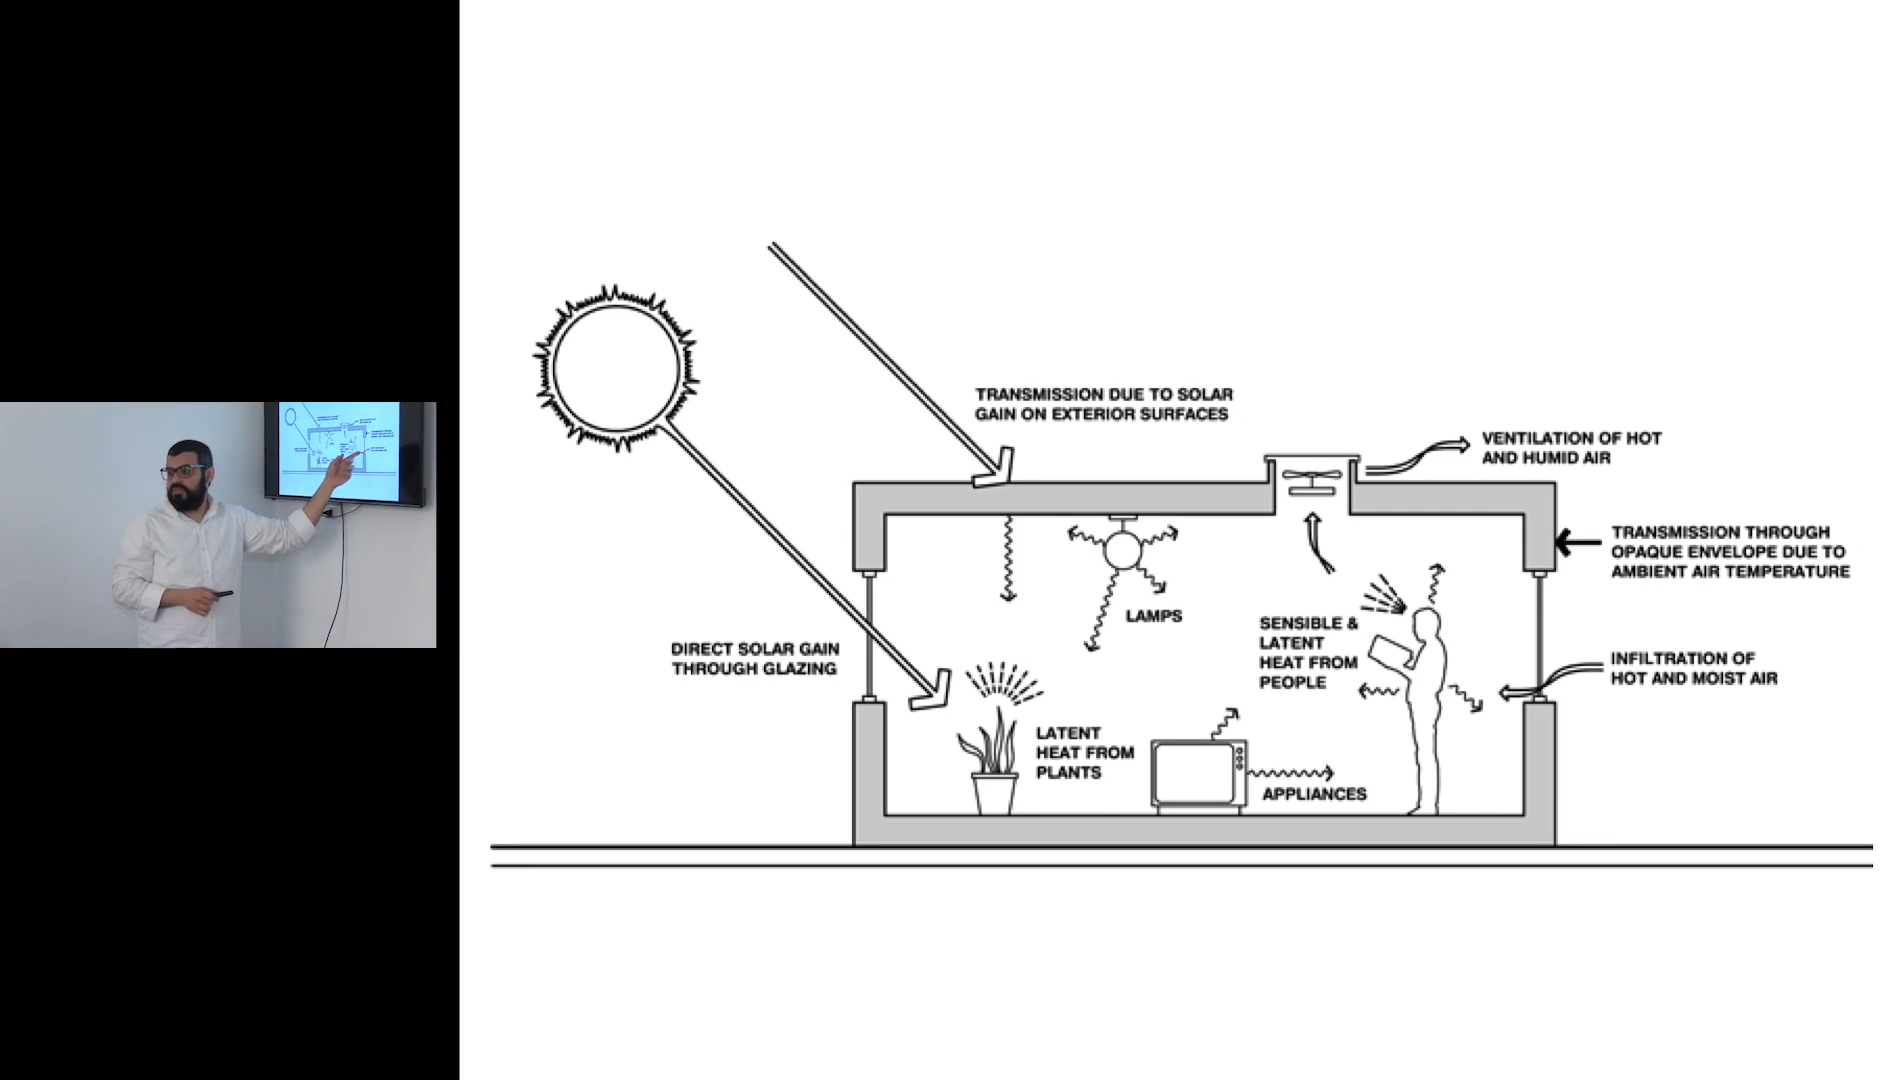 TRANSMISSION DUE TO SOLAR
GAIN ON EXTERIOR SURFACES
VENTILATION OF HOT
AND HUMID AIR
TRANSMISSION THROUGH
OPAQUE ENVELOPE DUE TO
AMBIENT AIR TEMPERATURE
LAMPS
SENSIBLE &
LATENT
HEAT FROM
PEOPLE
DIRECT SOLAR GAIN
THROUGH GLAZING
INFILTRATION OF
HOT AND MOIST AIR
LATENT
HEAT FROM
PLANTS
APPLIANCES